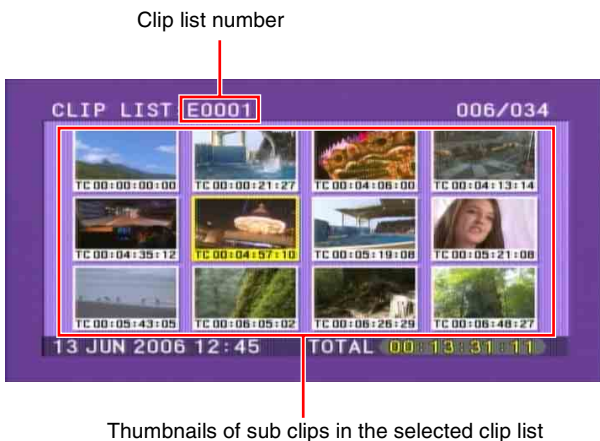 Clip list number
CLIP LIST:E0001 006/034
TC 00:00:00:00 TC 00:00:21:27 TC 00:04:06:00 TC 00:04:13:14
TC 00:04:35:12 TC 00:04:57:10 TC 00:05:19:08 TC 00:05:21:08
TC 00:05:43:05 TC 00:06:05:02 TC 00:06:26:29 TC 00:06:48:27
13 JUN 2006 12:45 TOTAL 00:13:31:11
Thumbnails of sub clips in the selected clip list